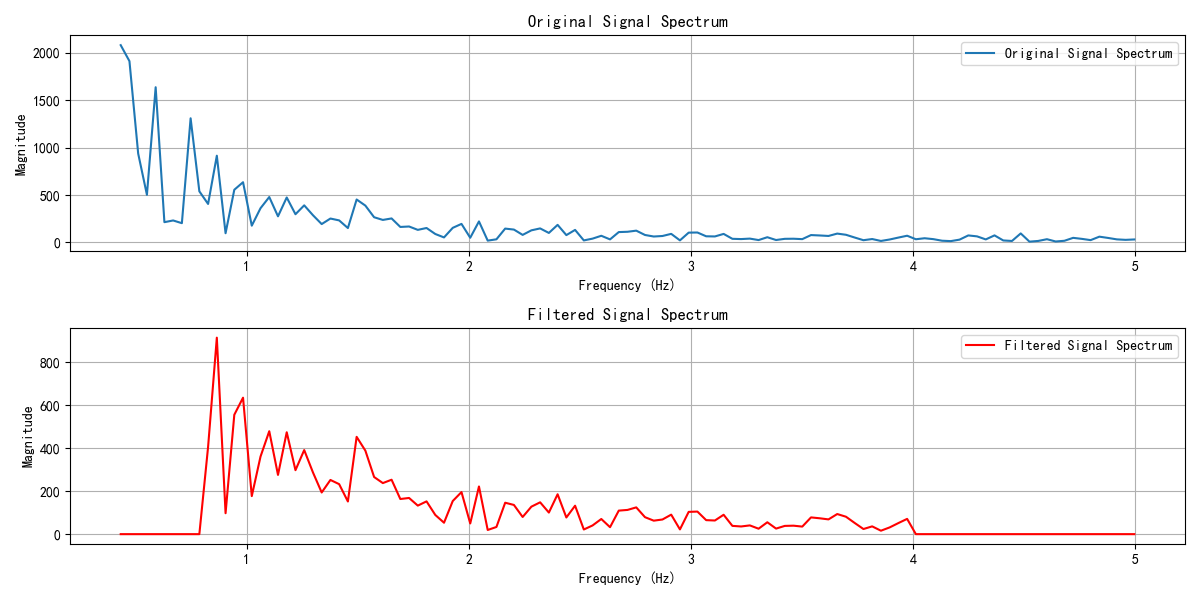 Original Signal Spectrum
2000
1500
1000
500
0
Magnitude
Original Signal Spectrum
1 2 3 4 5
Frequency (Hz)
Filtered Signal Spectrum
800
600
400
200
0
Magnitude
Filtered Signal Spectrum
1 2 3 4 5
Frequency (Hz)